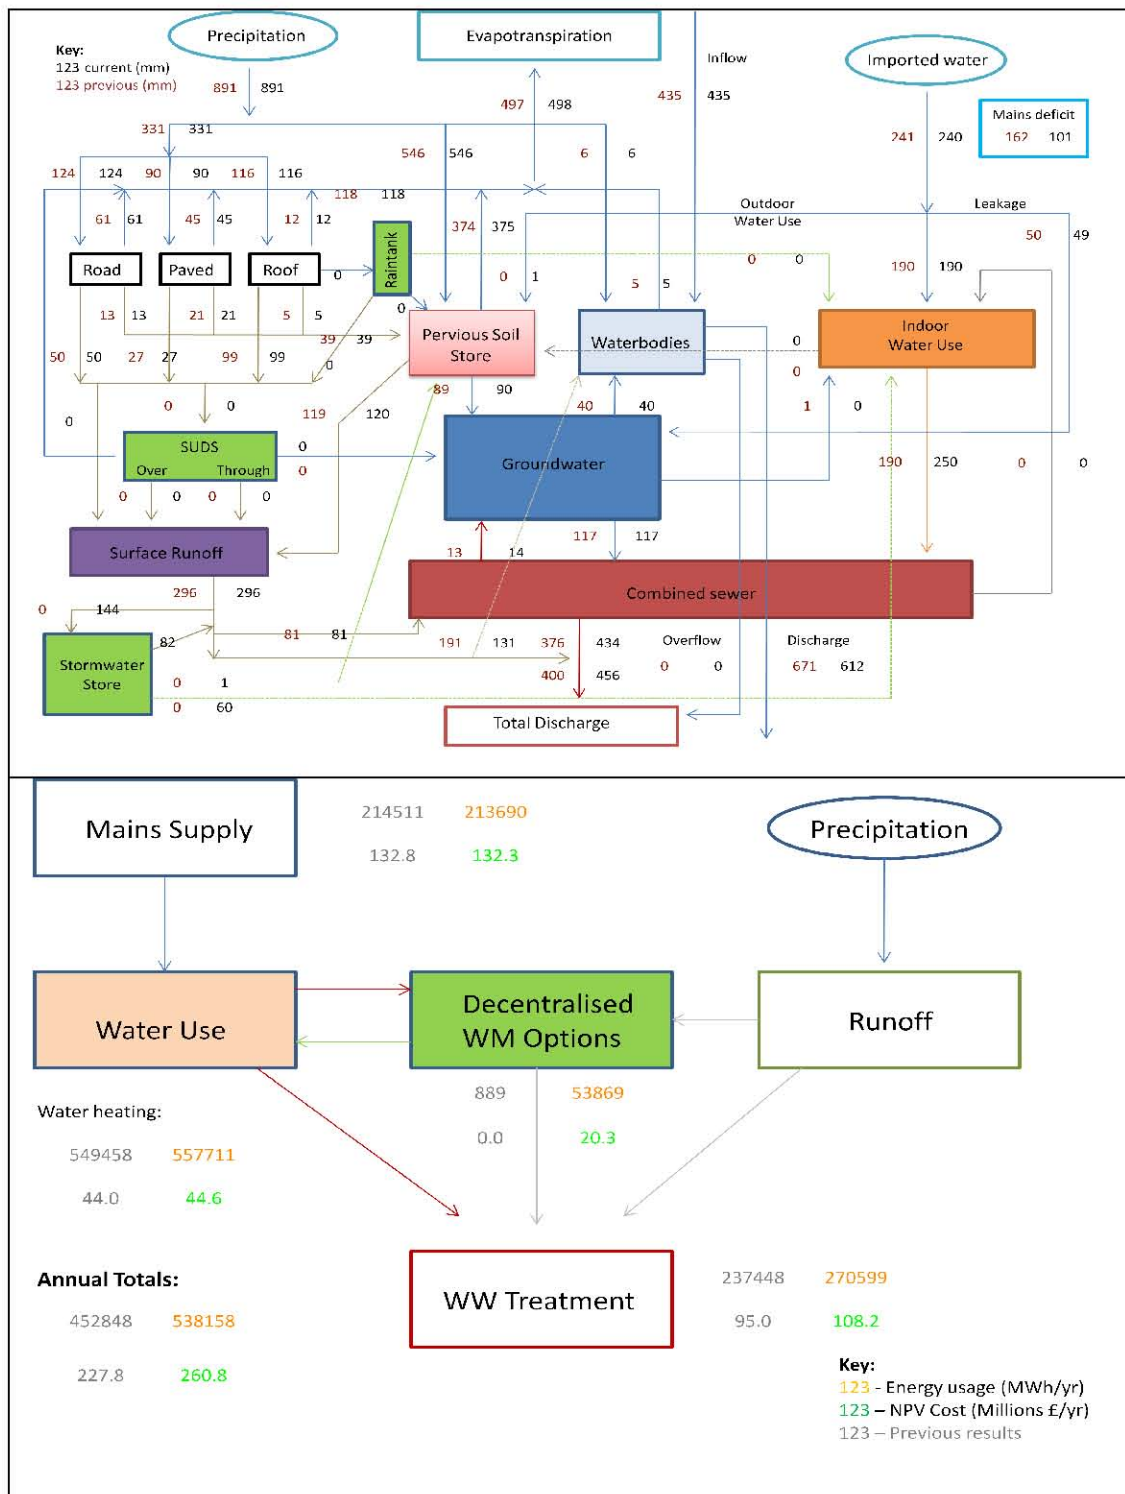 Precipitation
Evapotranspiration
Key:
123 current (mm)
123 previous (mm)
Inflow
Imported water
891 891
497 498
435 435
Mains deficit
162 101
241 240
331 331
546 546
6 6
124 124 90 90 116 116
118 118
61 61 45 45 12 12
Outdoor
Water Use
Leakage
374 375
50 49
Road
Paved
Roof
0
Raintank
0 1
5 5
0 0
190 190
0
13 13 21 21 5 5
39 39
Pervious Soil
Store
Waterbodies
0
Indoor
Water Use
50 50 27 27 99 99
0
0
89 90
40 40
1 0
0 0
119 120
0
SUDS
Over Through
0
0
Groundwater
190 250
0 0
0 0 0 0
117 117
Surface Runoff
13 14
296 296
Combined sewer
0 144
82
81 81
191 131
376 434
400 456
Overflow
0 0
Discharge
671 612
Stormwater
Store
0 1
0 60
Total Discharge
Mains Supply
214511 213690
132.8 132.3
Precipitation
Water Use
Decentralised
WM Options
Runoff
889 53869
0.0 20.3
Water heating:
549458 557711
44.0 44.6
Annual Totals:
452848 538158
227.8 260.8
WW Treatment
237448 270599
95.0 108.2
Key:
123 - Energy usage (MWh/yr)
123 – NPV Cost (Millions £/yr)
123 – Previous results